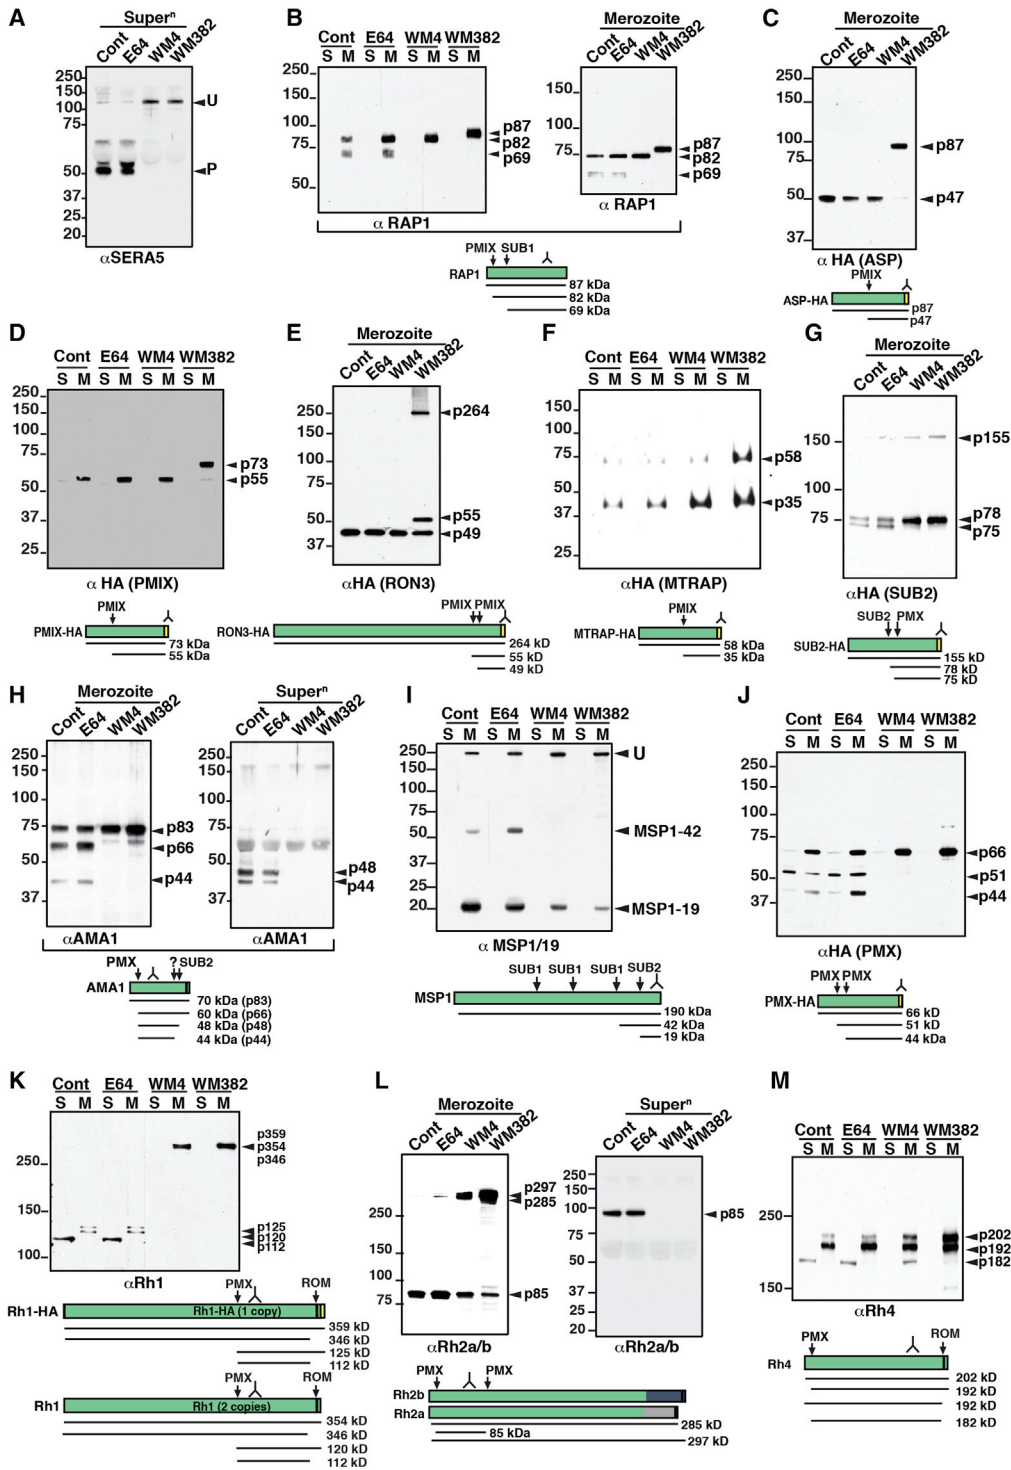 A
Superⁿ
Cont
E64
WM4
WM382
250
150
100
75
50
37
25
20
U
P
αSERA5
B
Cont E64 WM4 WM382
S M S M S M S M
250
150
100
75
50
p87
p82
p69
α RAP1
Merozoite
Cont
E64
WM4
WM382
150
100
75
p87
p82
p69
α RAP1
PMIX SUB1
RAP1
87 kDa
82 kDa
69 kDa
C
Merozoite
Cont
E64
WM4
WM382
250
150
100
75
50
37
p87
p47
α HA (ASP)
PMIX
ASP-HA
p87
p47
D
Cont E64 WM4 WM382
S M S M S M S M
250
150
100
75
50
37
25
p73
p55
α HA (PMIX)
PMIX
PMIX-HA
73 kDa
55 kDa
E
Merozoite
Cont
E64
WM4
WM382
250
150
100
75
50
37
p264
p55
p49
αHA (RON3)
PMIX PMIX
RON3-HA
264 kD
55 kD
49 kD
F
Cont E64 WM4 WM382
S M S M S M S M
150
100
75
50
37
25
p58
p35
αHA (MTRAP)
PMIX
MTRAP-HA
58 kDa
35 kDa
G
Merozoite
Cont
E64
WM4
WM382
150
100
75
p155
p78
p75
αHA (SUB2)
SUB2 PMX
SUB2-HA
155 kD
78 kD
75 kD
H
Merozoite
Cont
E64
WM4
WM382
250
150
100
75
50
37
p83
p66
p44
αAMA1
Superⁿ
Cont
E64
WM4
WM382
250
150
100
75
50
37
p48
p44
αAMA1
PMX ? SUB2
AMA1
70 kDa (p83)
60 kDa (p66)
48 kDa (p48)
44 kDa (p44)
I
Cont E64 WM4 WM382
S M S M S M S M
250
150
100
75
50
37
25
20
U
MSP1-42
MSP1-19
α MSP1/19
SUB1 SUB1 SUB1 SUB2
MSP1
190 kDa
42 kDa
19 kDa
J
Cont E64 WM4 WM382
S M S M S M S M
250
150
100
75
50
37
p66
p51
p44
αHA (PMX)
PMX PMX
PMX-HA
66 kD
51 kD
44 kDa
K
Cont E64 WM4 WM382
S M S M S M S M
250
150
100
p359
p354
p346
p125
p120
p112
αRh1
PMX ROM
Rh1-HA Rh1-HA (1 copy)
359 kD
346 kD
125 kD
112 kD
PMX ROM
Rh1 Rh1 (2 copies)
354 kD
346 kD
120 kD
112 kD
L
Merozoite
Cont
E64
WM4
WM382
250
150
100
75
p297
p285
p85
αRh2a/b
Superⁿ
Cont
E64
WM4
WM382
250
150
100
75
50
37
25
20
p85
αRh2a/b
PMX PMX
Rh2b
Rh2a
285 kD
85 kDa
297 kD
M
Cont E64 WM4 WM382
S M S M S M S M
250
150
p202
p192
p182
αRh4
PMX ROM
Rh4
202 kD
192 kD
192 kD
182 kD